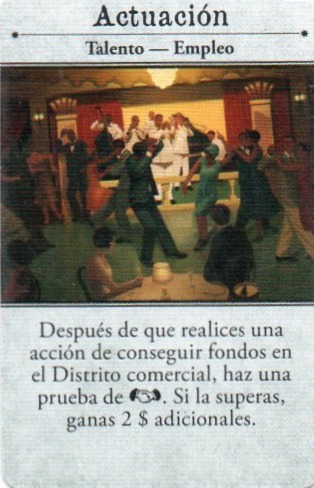 Actuación
Talento — Empleo
Después de que realices una
acción de conseguir fondos en
el Distrito comercial, haz una
prueba de . Si la superas,
ganas 2 $ adicionales.